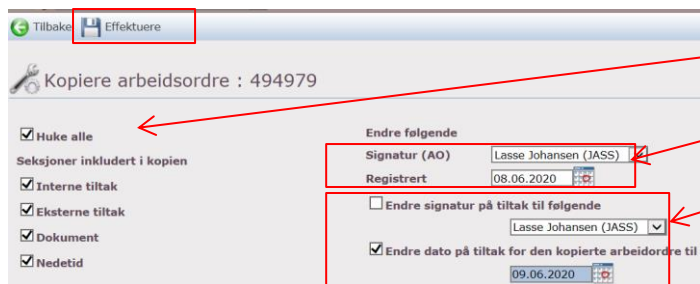 Tilbake Effektuere
Kopiere arbeidsordre : 494979
Huke alle
Seksjoner inkludert i kopien
Interne tiltak
Eksterne tiltak
Dokument
Nedetid
Endre følgende
Signatur (AO) Lasse Johansen (JASS)
Registrert 08.06.2020
Endre signatur på tiltak til følgende
Lasse Johansen (JASS)
Endre dato på tiltak for den kopierte arbeidordre til
09.06.2020